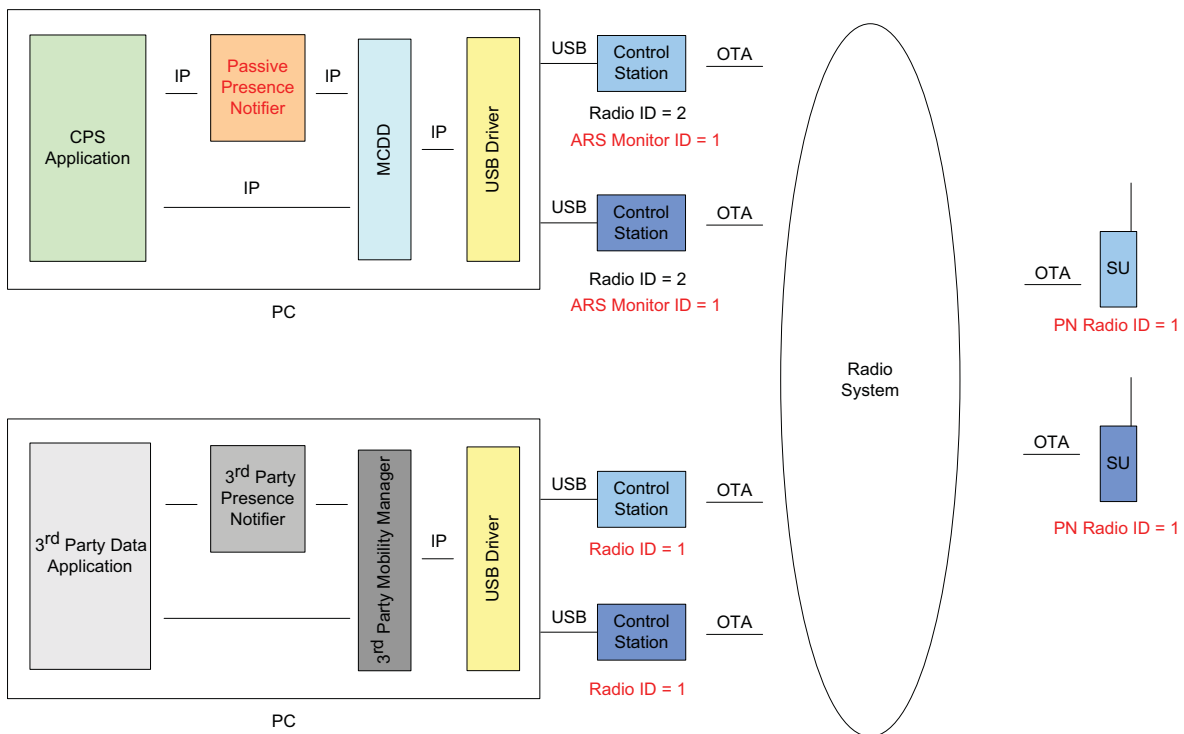 CPS
Application
IP
Passive
Presence
Notifier
IP
IP
MCDD
IP
USB Driver
PC
USB
Control
Station
OTA
Radio ID = 2
ARS Monitor ID = 1
USB
Control
Station
OTA
Radio ID = 2
ARS Monitor ID = 1
Radio
System
OTA
SU
PN Radio ID = 1
OTA
SU
PN Radio ID = 1
3rd Party Data
Application
3rd Party
Presence
Notifier
3rd Party Mobility Manager
IP
USB Driver
PC
USB
Control
Station
OTA
Radio ID = 1
USB
Control
Station
OTA
Radio ID = 1